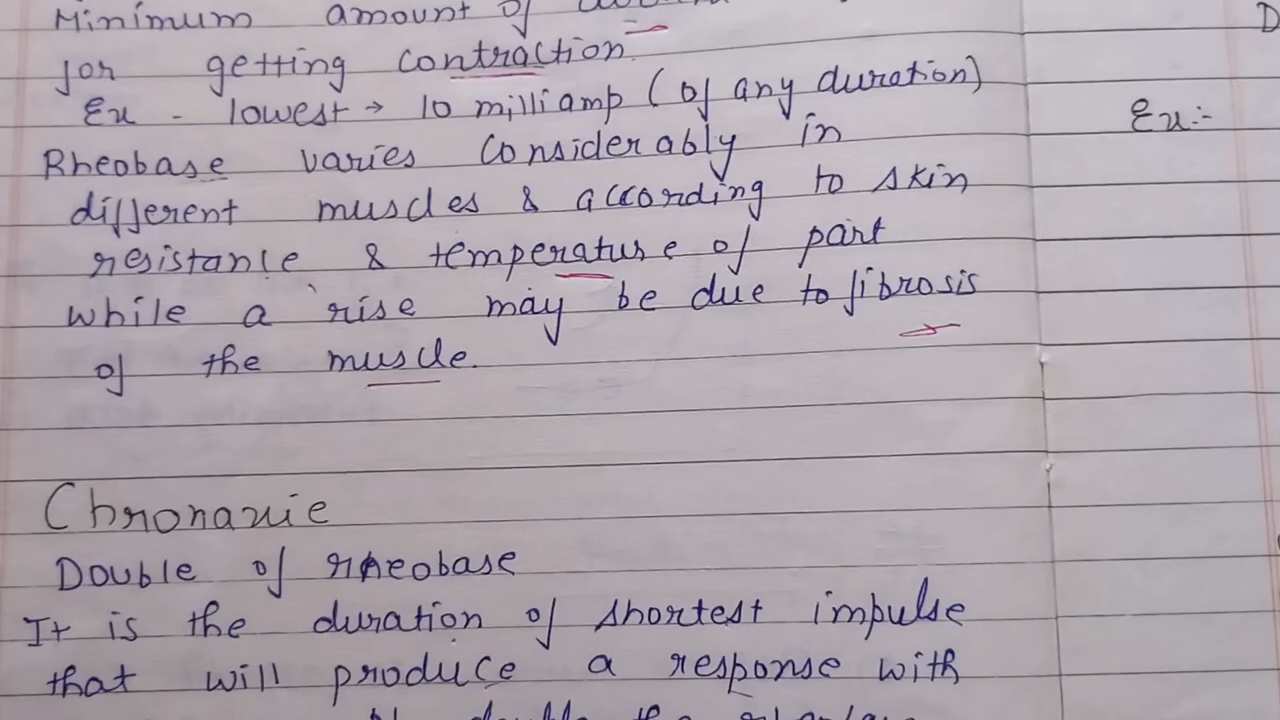 Minimum amount of
for getting contraction
Ex - lowest → 10 milliamp (of any duration)
Rheobase varies considerably in
different muscles & according to skin
resistance & temperature of part
while a rise may be due to fibrosis
of the muscle.
Chronaxie
Double of rheobase
It is the duration of shortest impulse
that will produce a response with
double the
D
Ex:-